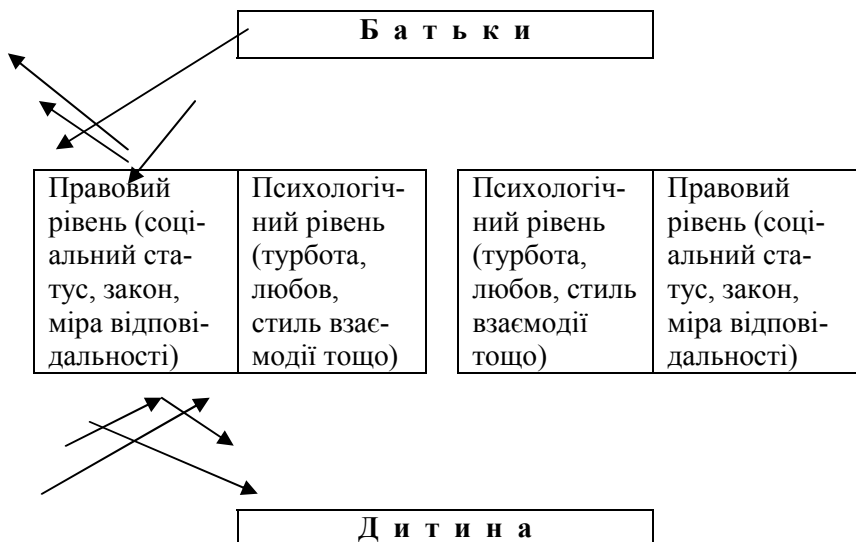 Б а т ь к и
Правовий
рівень (соці-
альний ста-
тус, закон,
міра відпові-
дальності)
Психологіч-
ний рівень
(турбота,
любов,
стиль взає-
модії тощо)
Психологіч-
ний рівень
(турбота,
любов, стиль
взаємодії
тощо)
Правовий
рівень (соці-
альний ста-
тус, закон,
міра відпові-
дальності)
Д и т и н а